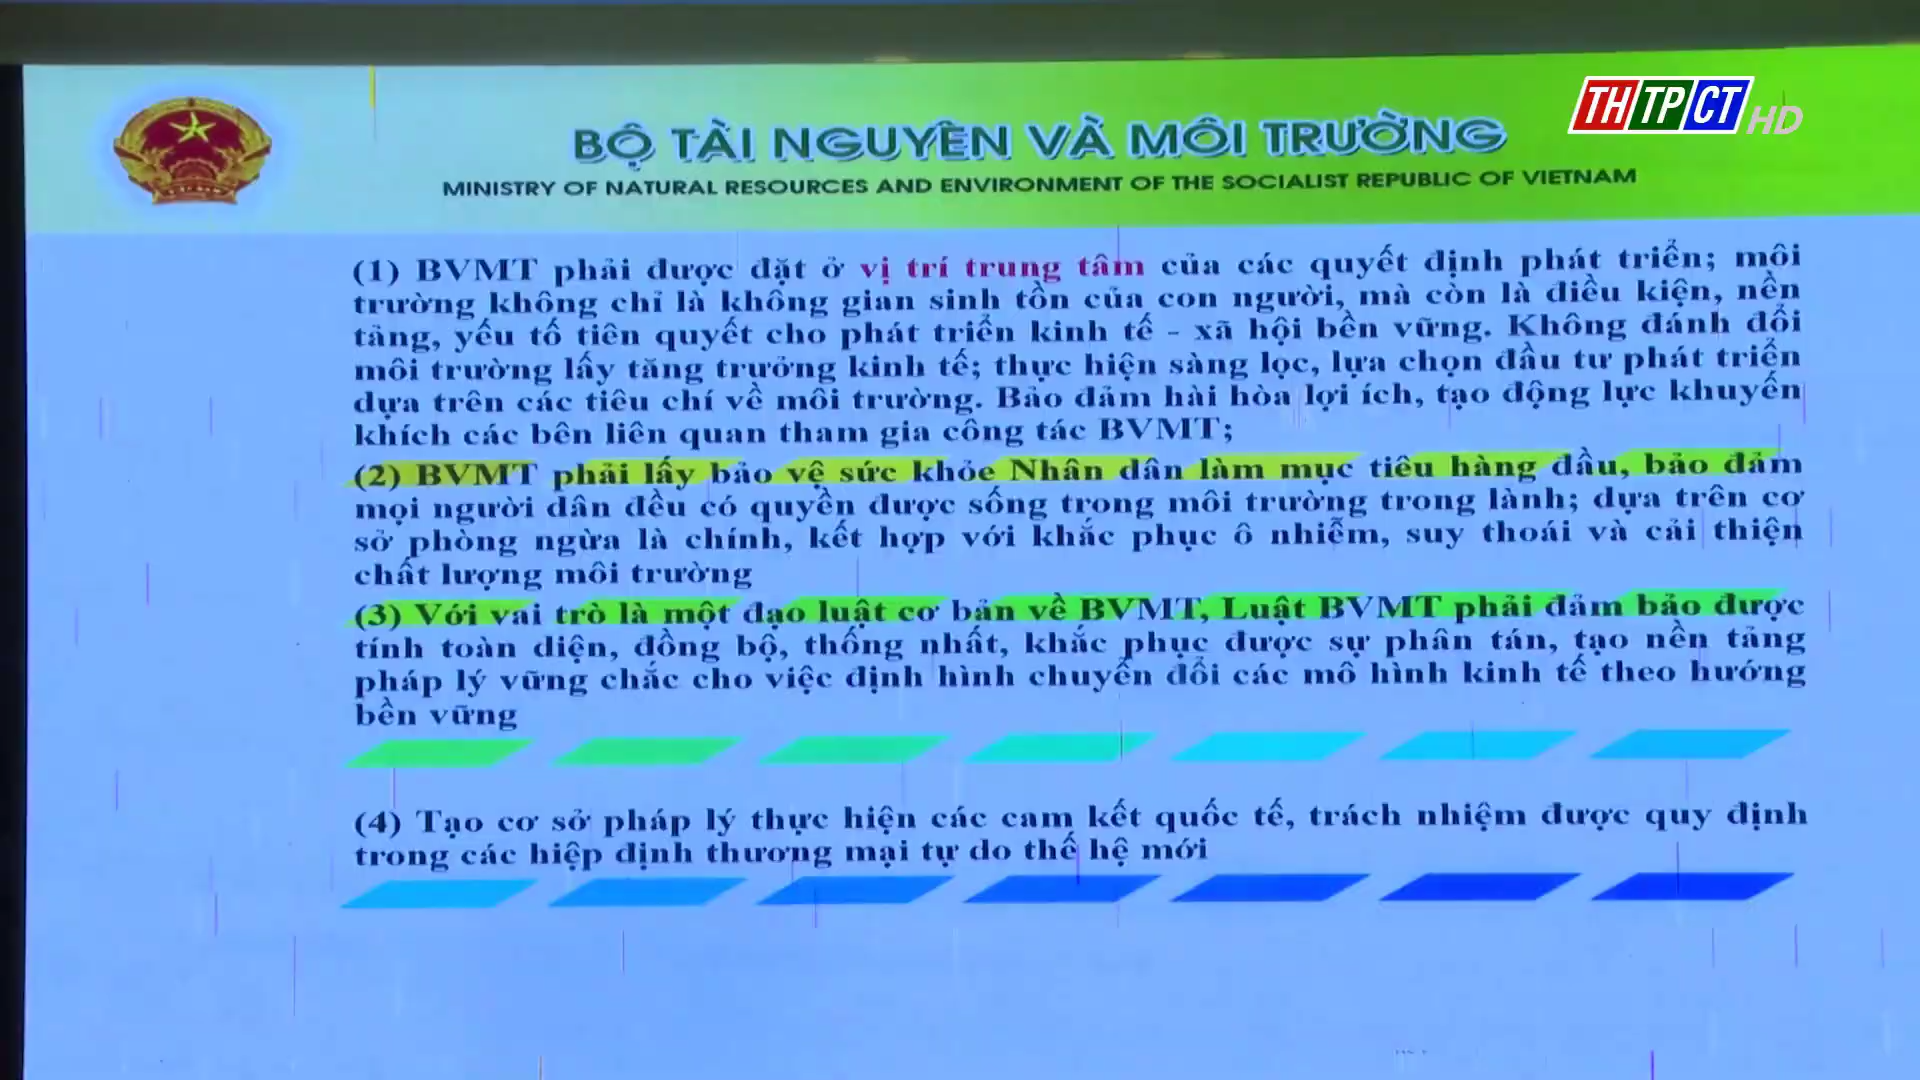 THTPCT HD
BỘ TÀI NGUYÊN VÀ MÔI TRƯỜNG
MINISTRY OF NATURAL RESOURCES AND ENVIRONMENT OF THE SOCIALIST REPUBLIC OF VIETNAM
(1) BVMT phải được đặt ở vị trí trung tâm của các quyết định phát triển; môi
trường không chỉ là không gian sinh tồn của con người, mà còn là điều kiện, nền
tảng, yếu tố tiên quyết cho phát triển kinh tế - xã hội bền vững. Không đánh đổi
môi trường lấy tăng trưởng kinh tế; thực hiện sàng lọc, lựa chọn đầu tư phát triển
dựa trên các tiêu chí về môi trường. Bảo đảm hài hòa lợi ích, tạo động lực khuyến
khích các bên liên quan tham gia công tác BVMT;
(2) BVMT phải lấy bảo vệ sức khỏe Nhân dân làm mục tiêu hàng đầu, bảo đảm
mọi người dân đều có quyền được sống trong môi trường trong lành; dựa trên cơ
sở phòng ngừa là chính, kết hợp với khắc phục ô nhiễm, suy thoái và cải thiện
chất lượng môi trường
(3) Với vai trò là một đạo luật cơ bản về BVMT, Luật BVMT phải đảm bảo được
tính toàn diện, đồng bộ, thống nhất, khắc phục được sự phân tán, tạo nền tảng
pháp lý vững chắc cho việc định hình chuyển đổi các mô hình kinh tế theo hướng
bền vững
(4) Tạo cơ sở pháp lý thực hiện các cam kết quốc tế, trách nhiệm được quy định
trong các hiệp định thương mại tự do thế hệ mới